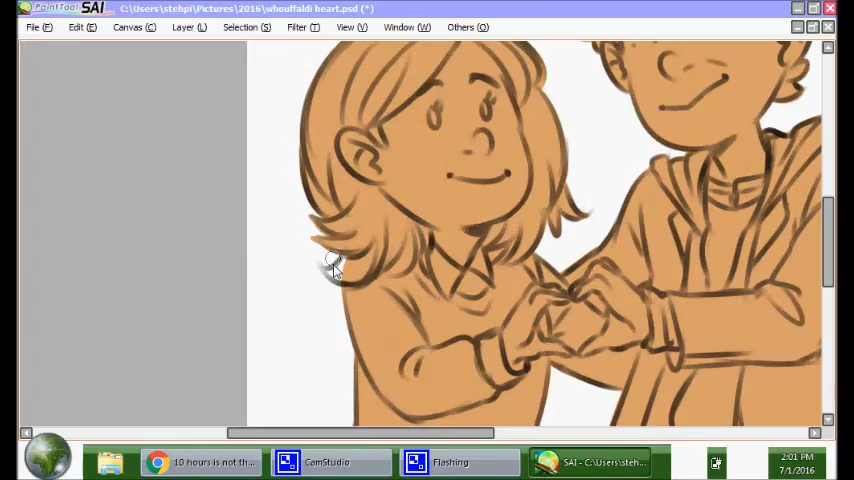 PaintTool SAI C:\Users\stehpi\Pictures\2016\whouffaldi heart.psd (*)
File (F) Edit (E) Canvas (C) Layer (L) Selection (S) Filter (T) View (V) Window (W) Others (O)
10 hours is not th... CamStudio Flashing SAI - C:\Users\steh... 2:01 PM
7/1/2016